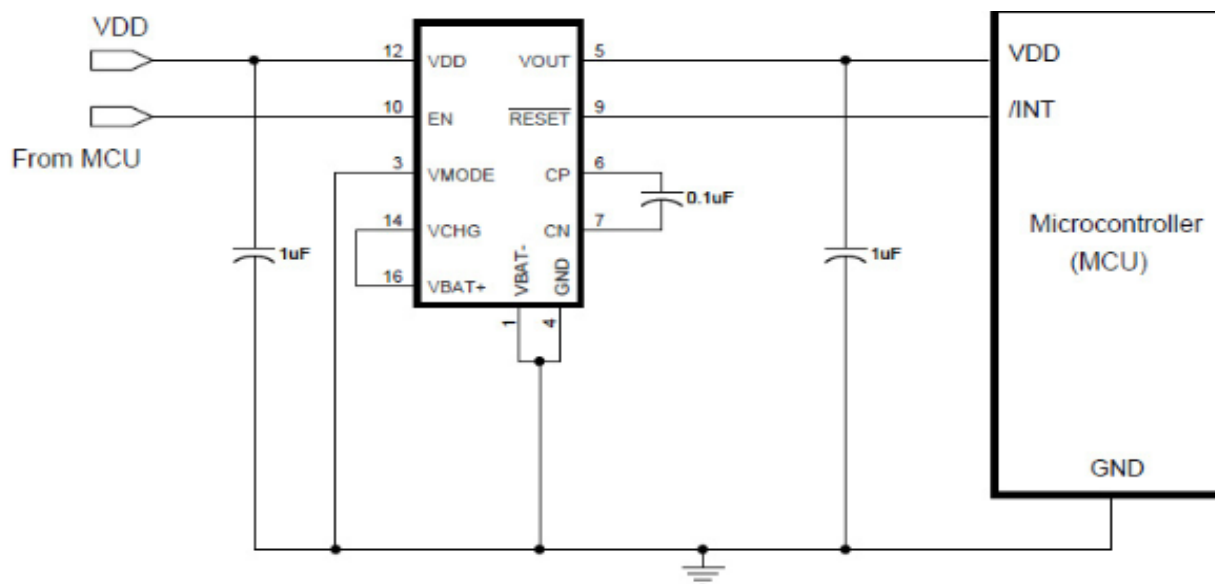 VDD
From MCU
12
VDD
VOUT
5
10
EN
RESET
9
3
VMODE
CP
6
0.1uF
14
VCHG
CN
7
16
VBAT+
VBAT-
GND
1
4
1uF
1uF
VDD
/INT
Microcontroller
(MCU)
GND